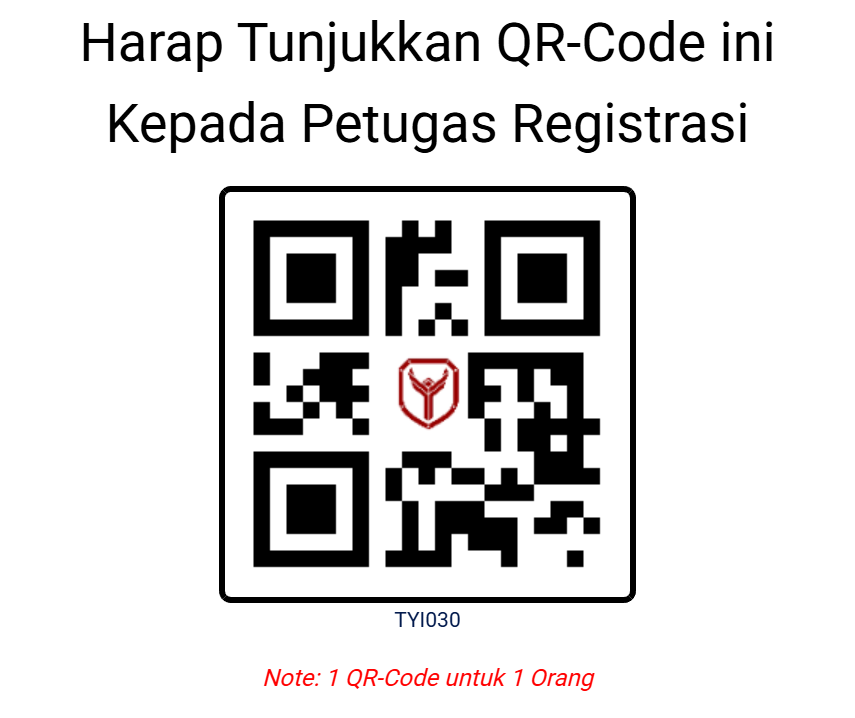 Harap Tunjukkan QR-Code ini
Kepada Petugas Registrasi
TYI030
Note: 1 QR-Code untuk 1 Orang